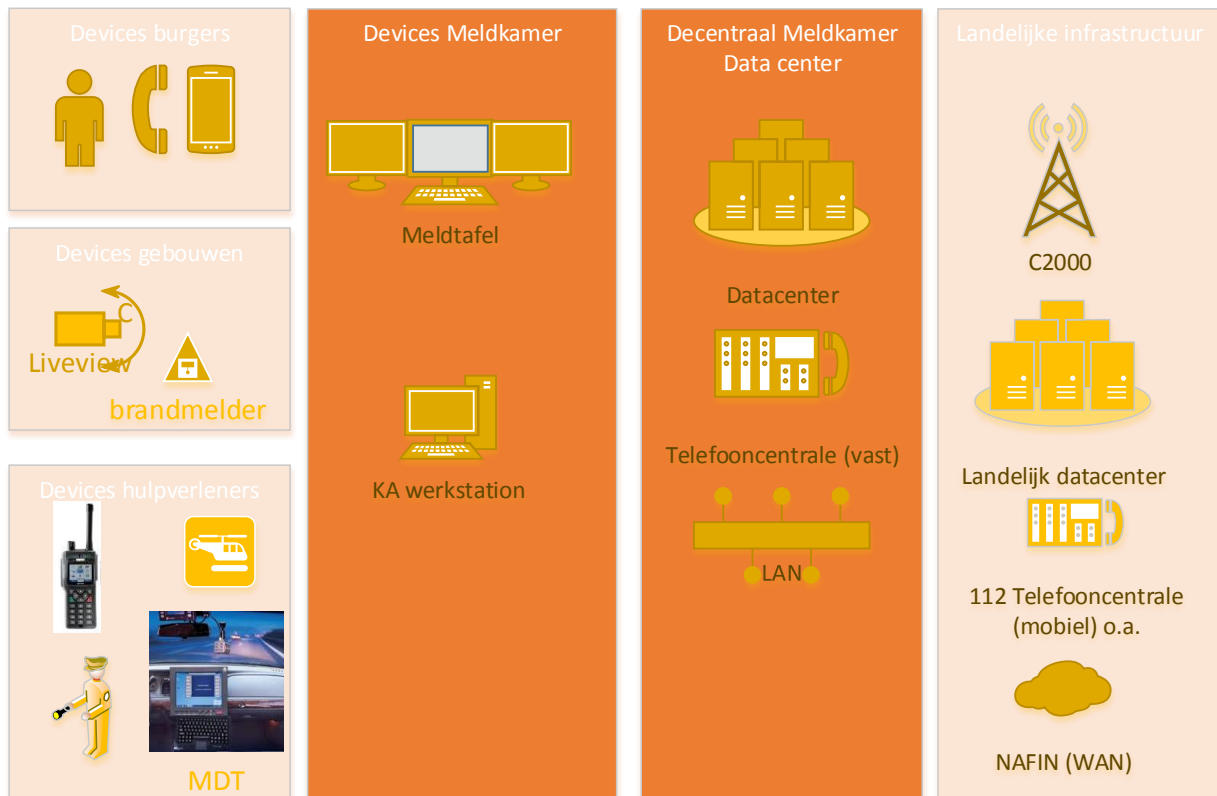 Devices burgers
Devices gebouwen
C
Liveview
brandmelder
Devices hulpverleners
MDT
Devices Meldkamer
Meldtafel
KA werkstation
Decentraal Meldkamer
Data center
Datacenter
Telefooncentrale (vast)
LAN
Landelijke infrastructuur
C2000
Landelijk datacenter
112 Telefooncentrale
(mobiel) o.a.
NAFIN (WAN)